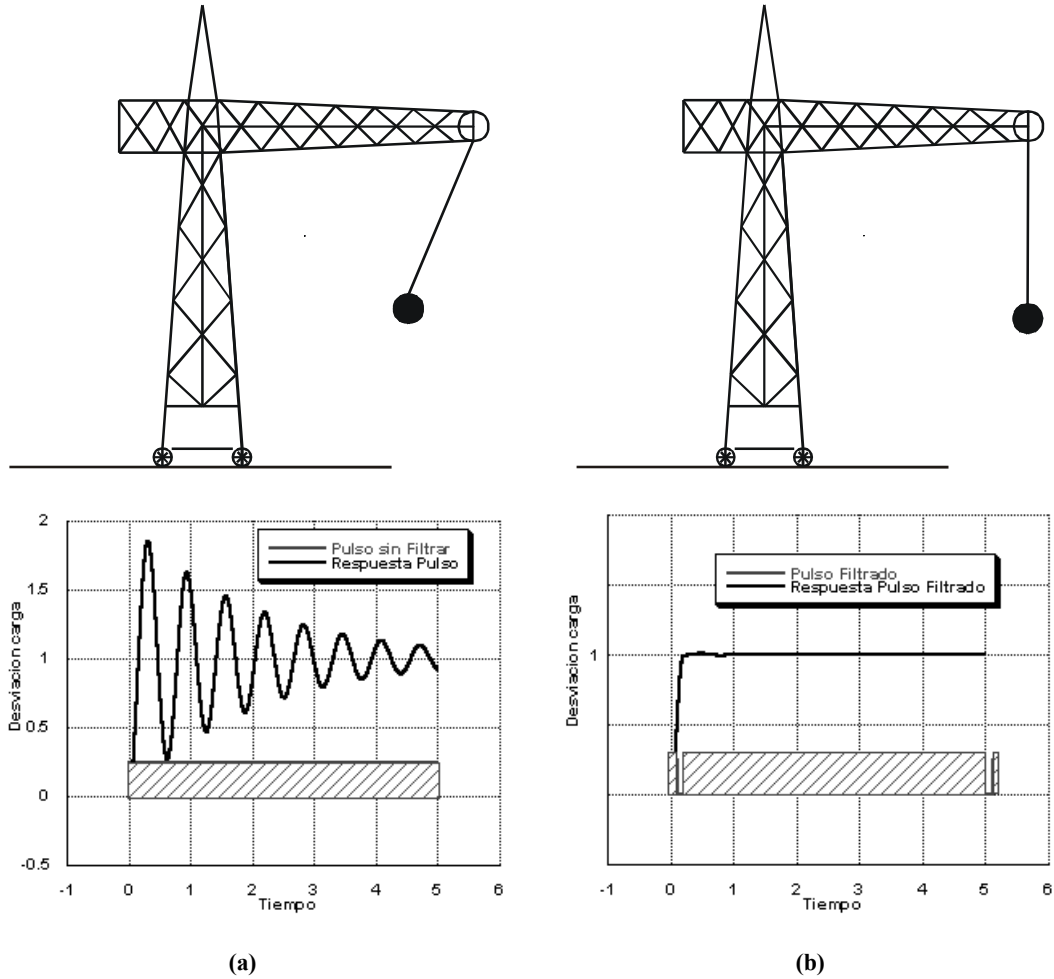 2
1.5
1
0.5
0
-0.5
Desviacion carga
Pulso sin Filtrar
Respuesta Pulso
-1 0 1 2 3 4 5 6
Tiempo
(a)
1
Desviacion carga
Pulso Filtrado
Respuesta Pulso Filtrado
-1 0 1 2 3 4 5 6
Tiempo
(b)